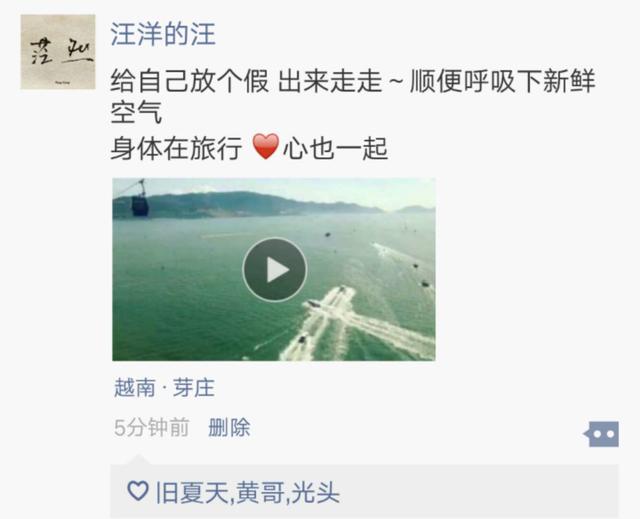 汪洋的汪
给自己放个假 出来走走 ~ 顺便呼吸下新鲜
空气
身体在旅行 ❤️心也一起
越南 · 芽庄
5分钟前 删除
旧夏天,黄哥,光头